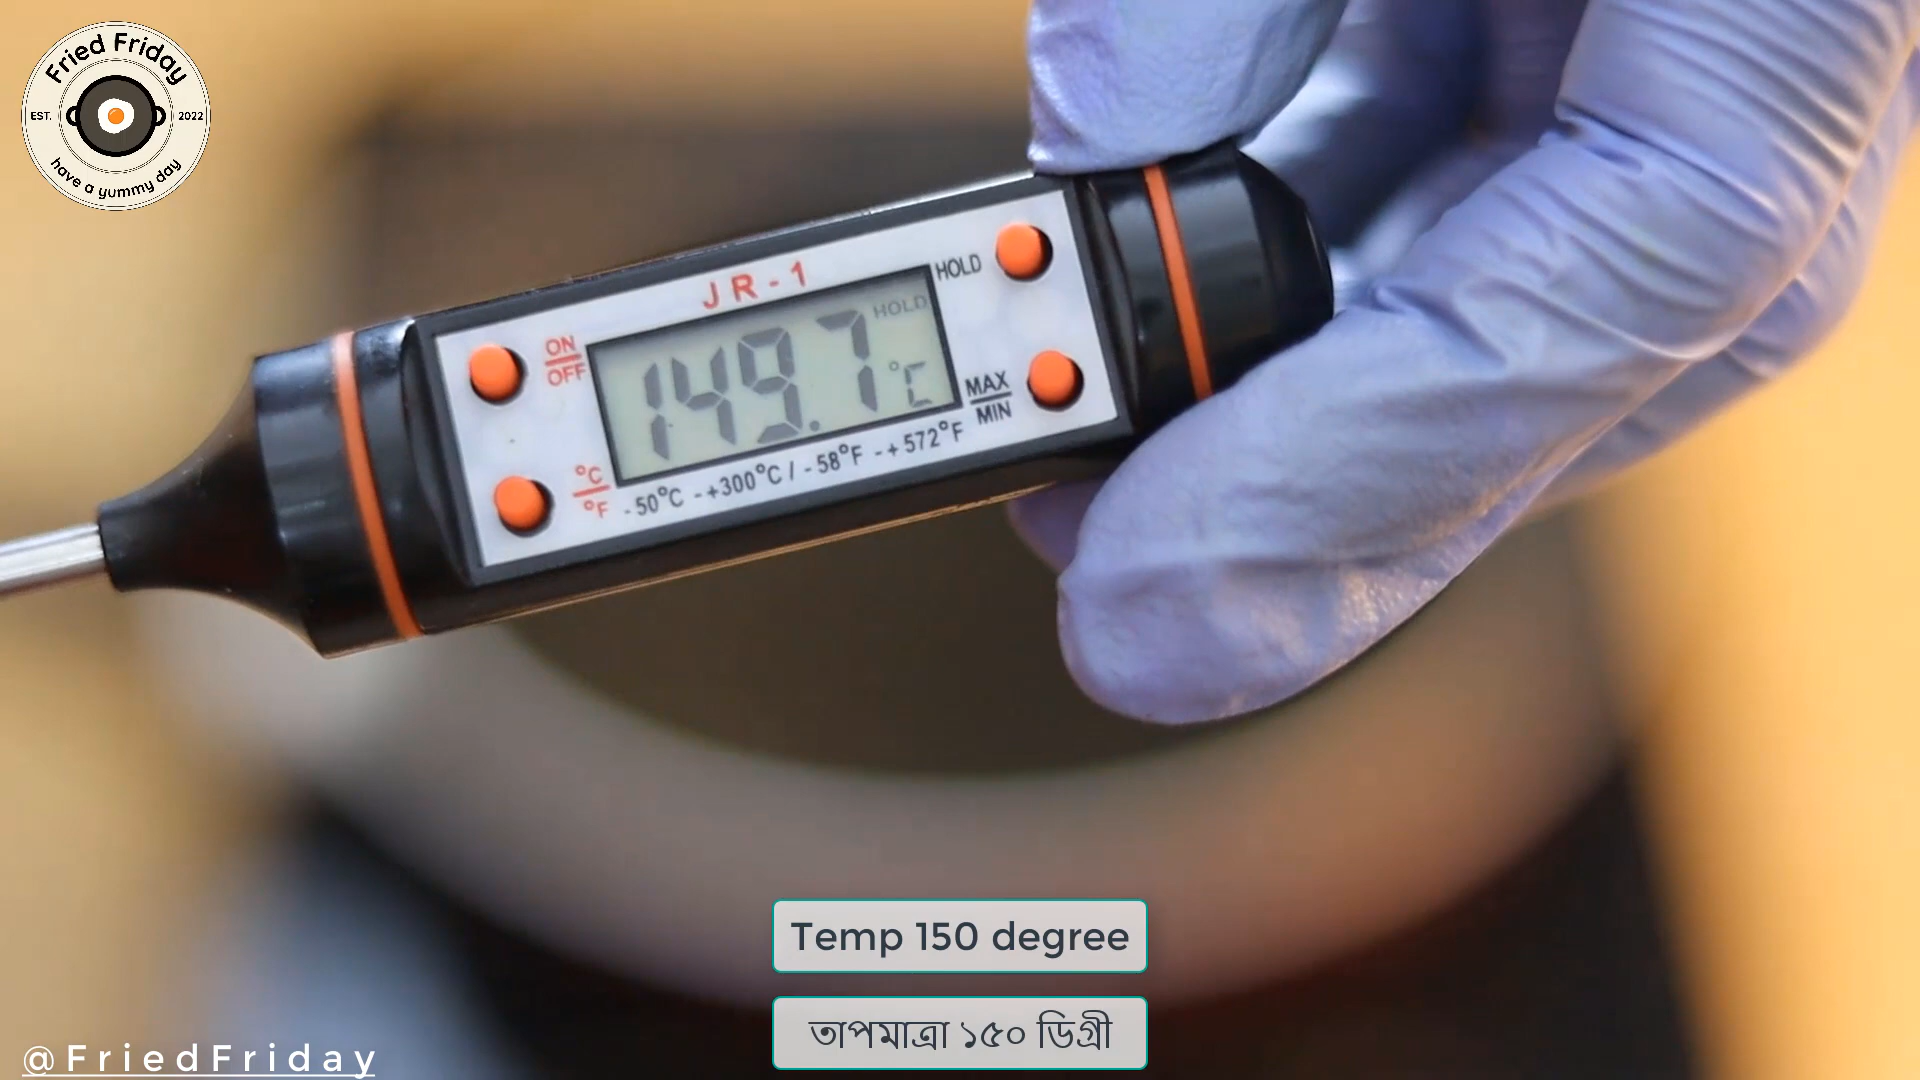 Fried Friday
EST. 2022
have a yummy day
JR-1
HOLD
ON
OFF
149.7 °C HOLD
MAX
MIN
°C
°F
-50°C -+300°C / -58°F -+572°F
Temp 150 degree
তাপমাত্রা ১৫০ ডিগ্রী
@FriedFriday